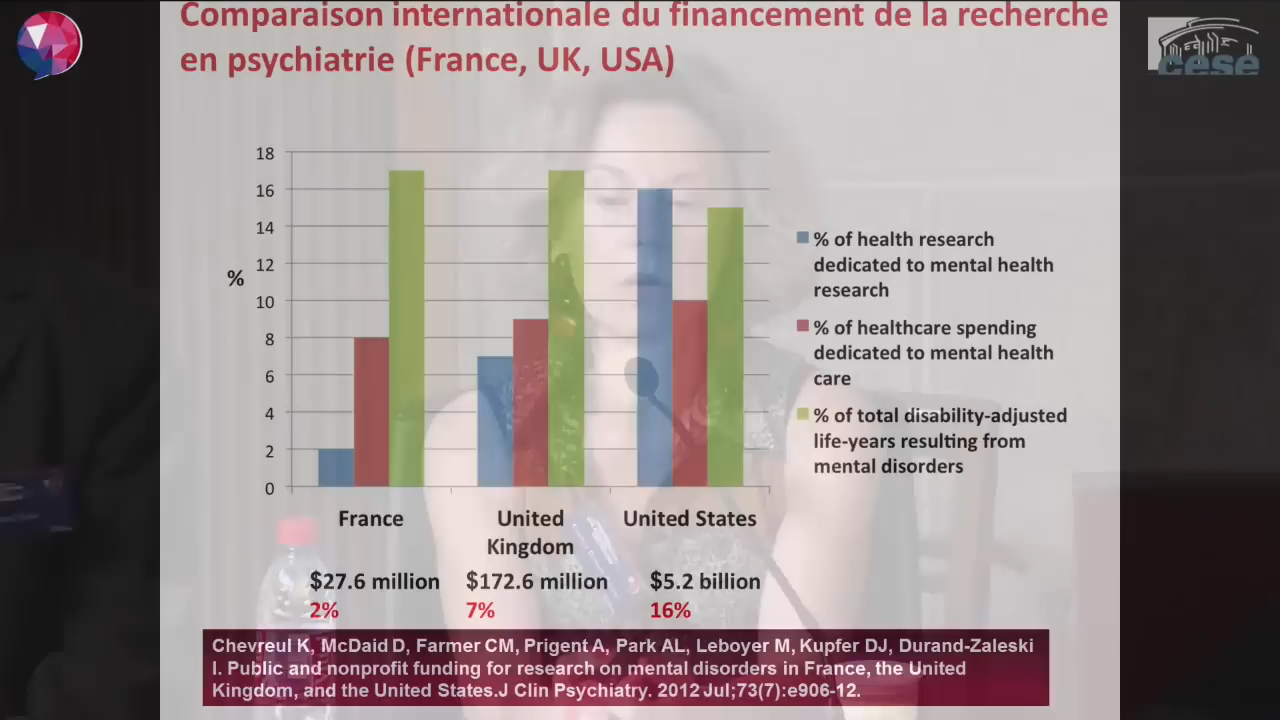 Comparaison internationale du financement de la recherche
en psychiatrie (France, UK, USA)
cese
18
16
14
12
%
10
8
6
4
2
0
% of health research
dedicated to mental health
research
% of healthcare spending
dedicated to mental health
care
% of total disability-adjusted
life-years resulting from
mental disorders
France
United
Kingdom
United States
$27.6 million
$172.6 million
$5.2 billion
2%
7%
16%
Chevreul K, McDaid D, Farmer CM, Prigent A, Park AL, Leboyer M, Kupfer DJ, Durand-Zaleski
I. Public and nonprofit funding for research on mental disorders in France, the United
Kingdom, and the United States.J Clin Psychiatry. 2012 Jul;73(7):e906-12.